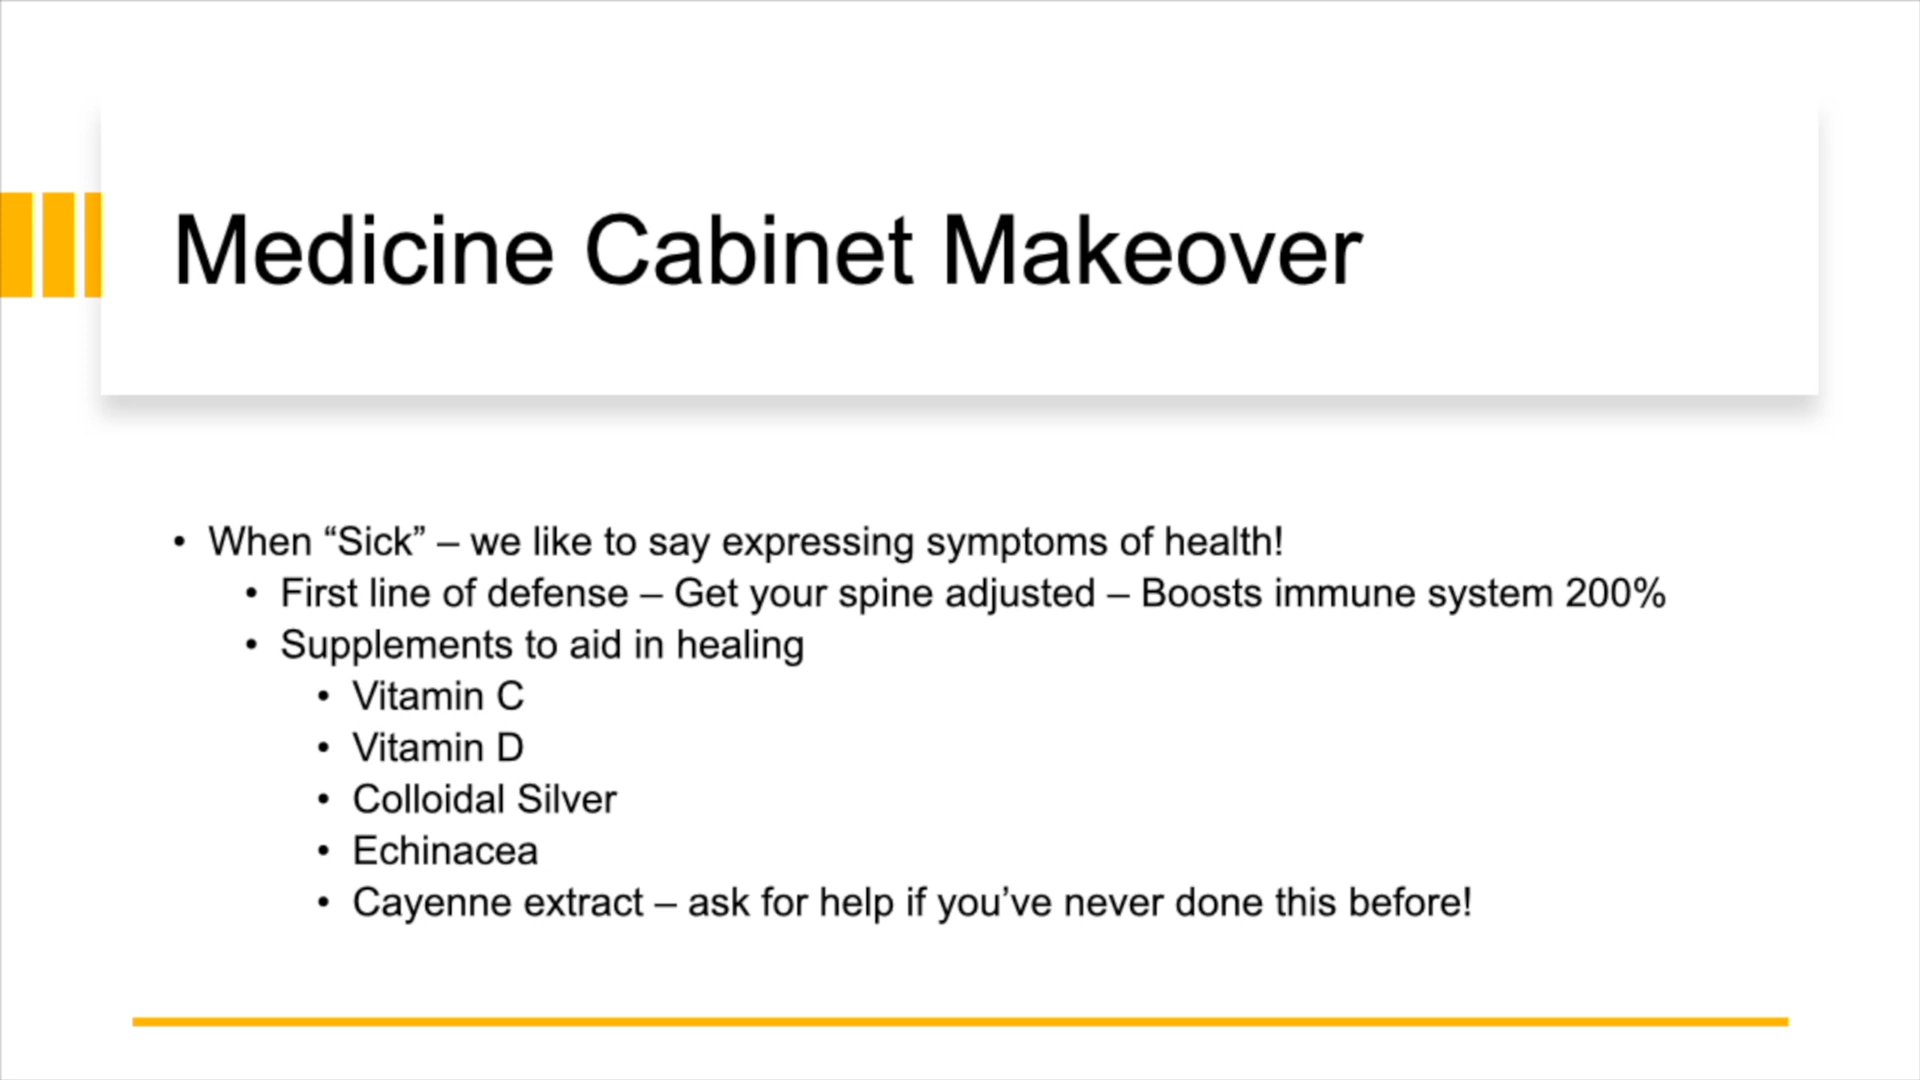 Medicine Cabinet Makeover
• When “Sick” – we like to say expressing symptoms of health!
• First line of defense – Get your spine adjusted – Boosts immune system 200%
• Supplements to aid in healing
• Vitamin C
• Vitamin D
• Colloidal Silver
• Echinacea
• Cayenne extract – ask for help if you’ve never done this before!